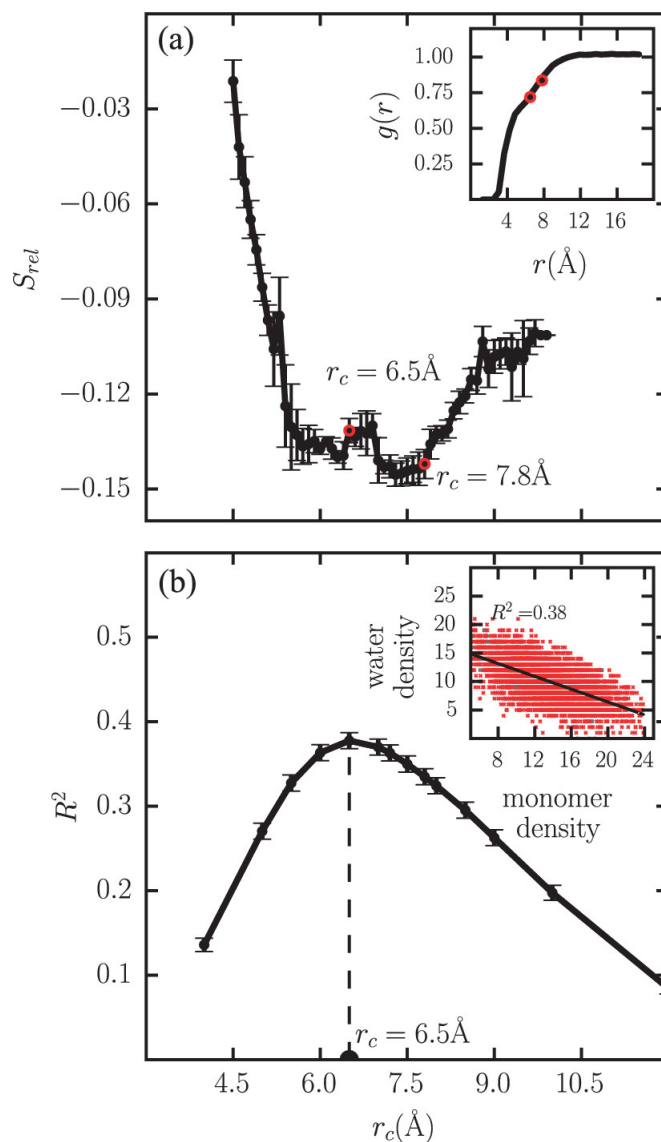 (a)
−0.03
−0.06
−0.09
−0.12
−0.15
S_rel
1.00
0.75
0.50
0.25
g(r)
4 8 12 16
r(Å)
r_c = 6.5Å
r_c = 7.8Å
(b)
0.5
0.4
0.3
0.2
0.1
R²
25
20
15
10
5
water
density
R² =0.38
8 12 16 20 24
monomer
density
r_c = 6.5Å
4.5 6.0 7.5 9.0 10.5
r_c(Å)